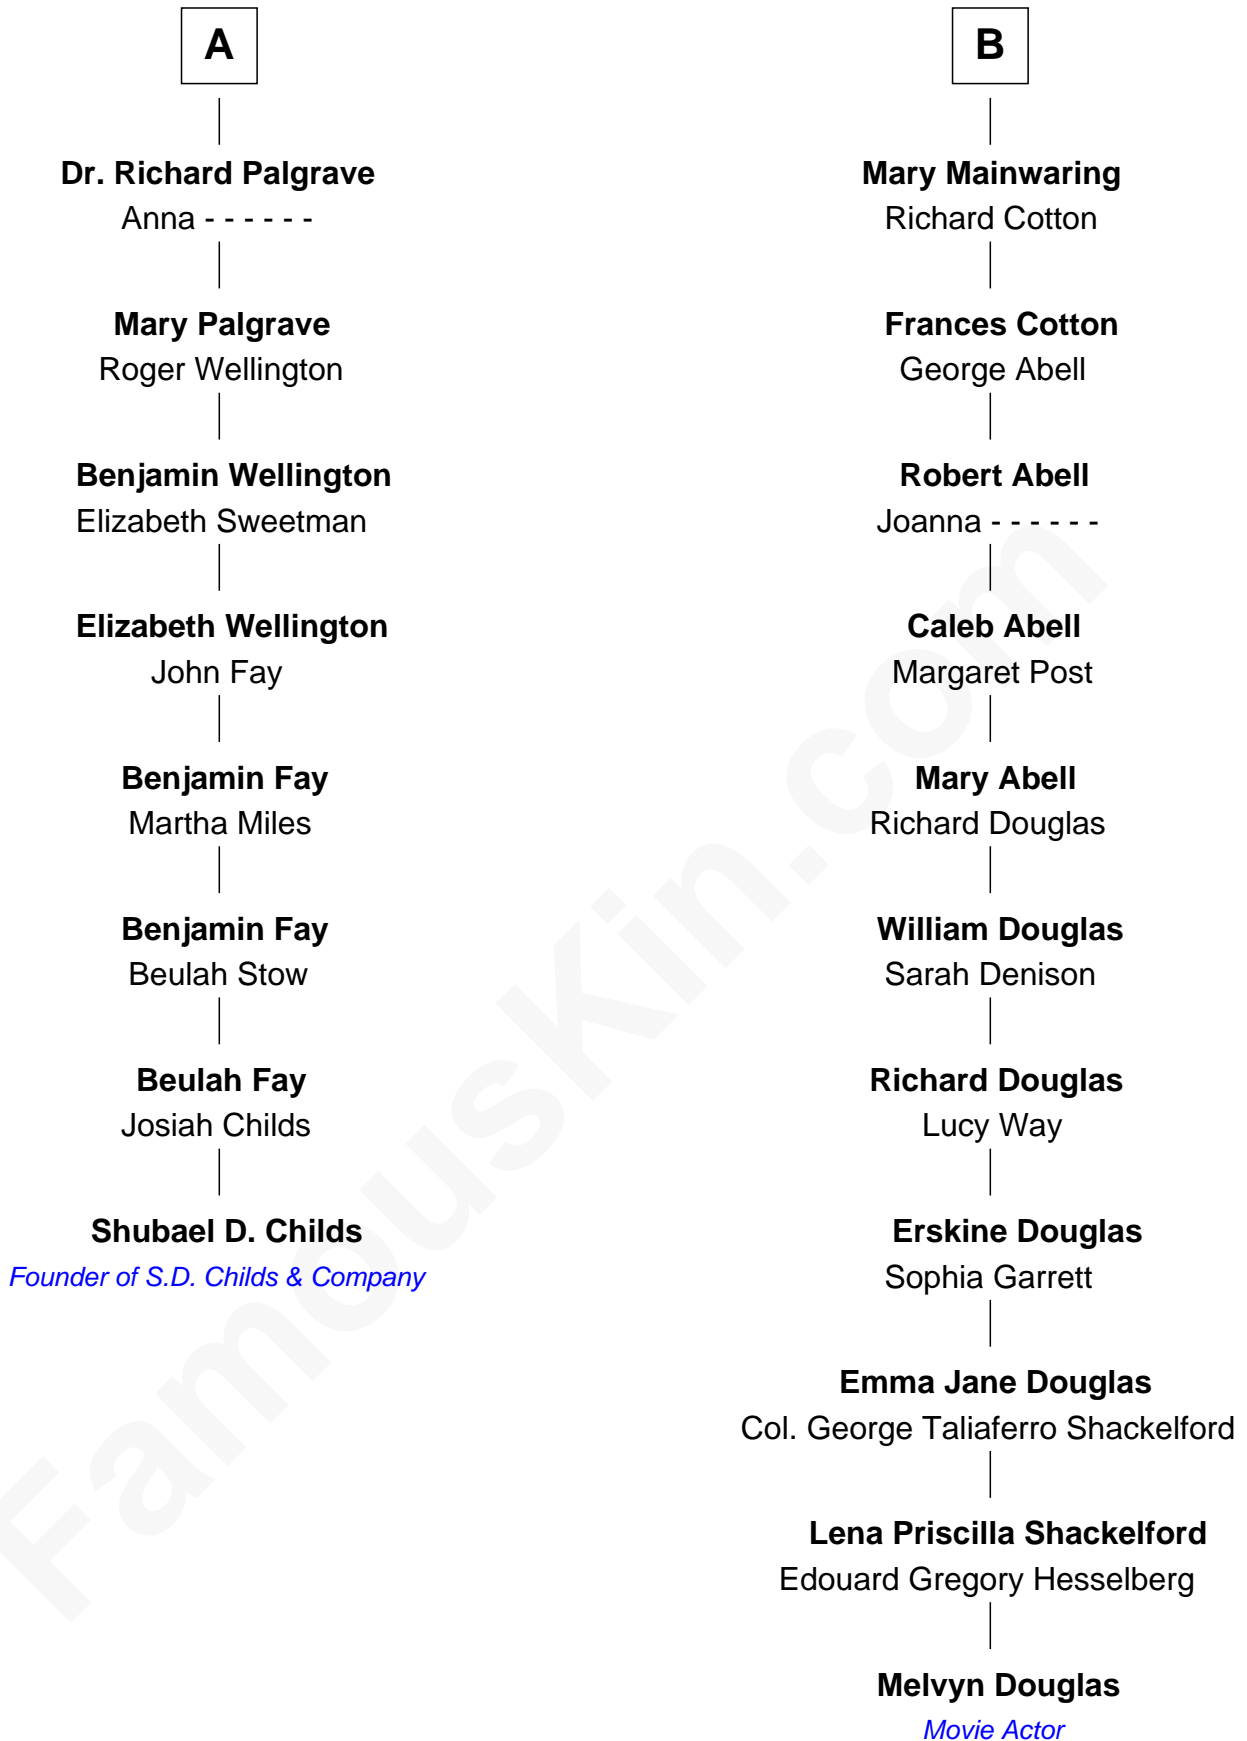 A
Dr. Richard Palgrave
Anna - - - - - -
Mary Palgrave
Roger Wellington
Benjamin Wellington
Elizabeth Sweetman
Elizabeth Wellington
John Fay
Benjamin Fay
Martha Miles
Benjamin Fay
Beulah Stow
Beulah Fay
Josiah Childs
Shubael D. Childs
Founder of S.D. Childs & Company
B
Mary Mainwaring
Richard Cotton
Frances Cotton
George Abell
Robert Abell
Joanna - - - - - -
Caleb Abell
Margaret Post
Mary Abell
Richard Douglas
William Douglas
Sarah Denison
Richard Douglas
Lucy Way
Erskine Douglas
Sophia Garrett
Emma Jane Douglas
Col. George Taliaferro Shackelford
Lena Priscilla Shackelford
Edouard Gregory Hesselberg
Melvyn Douglas
Movie Actor
FamousKin.com